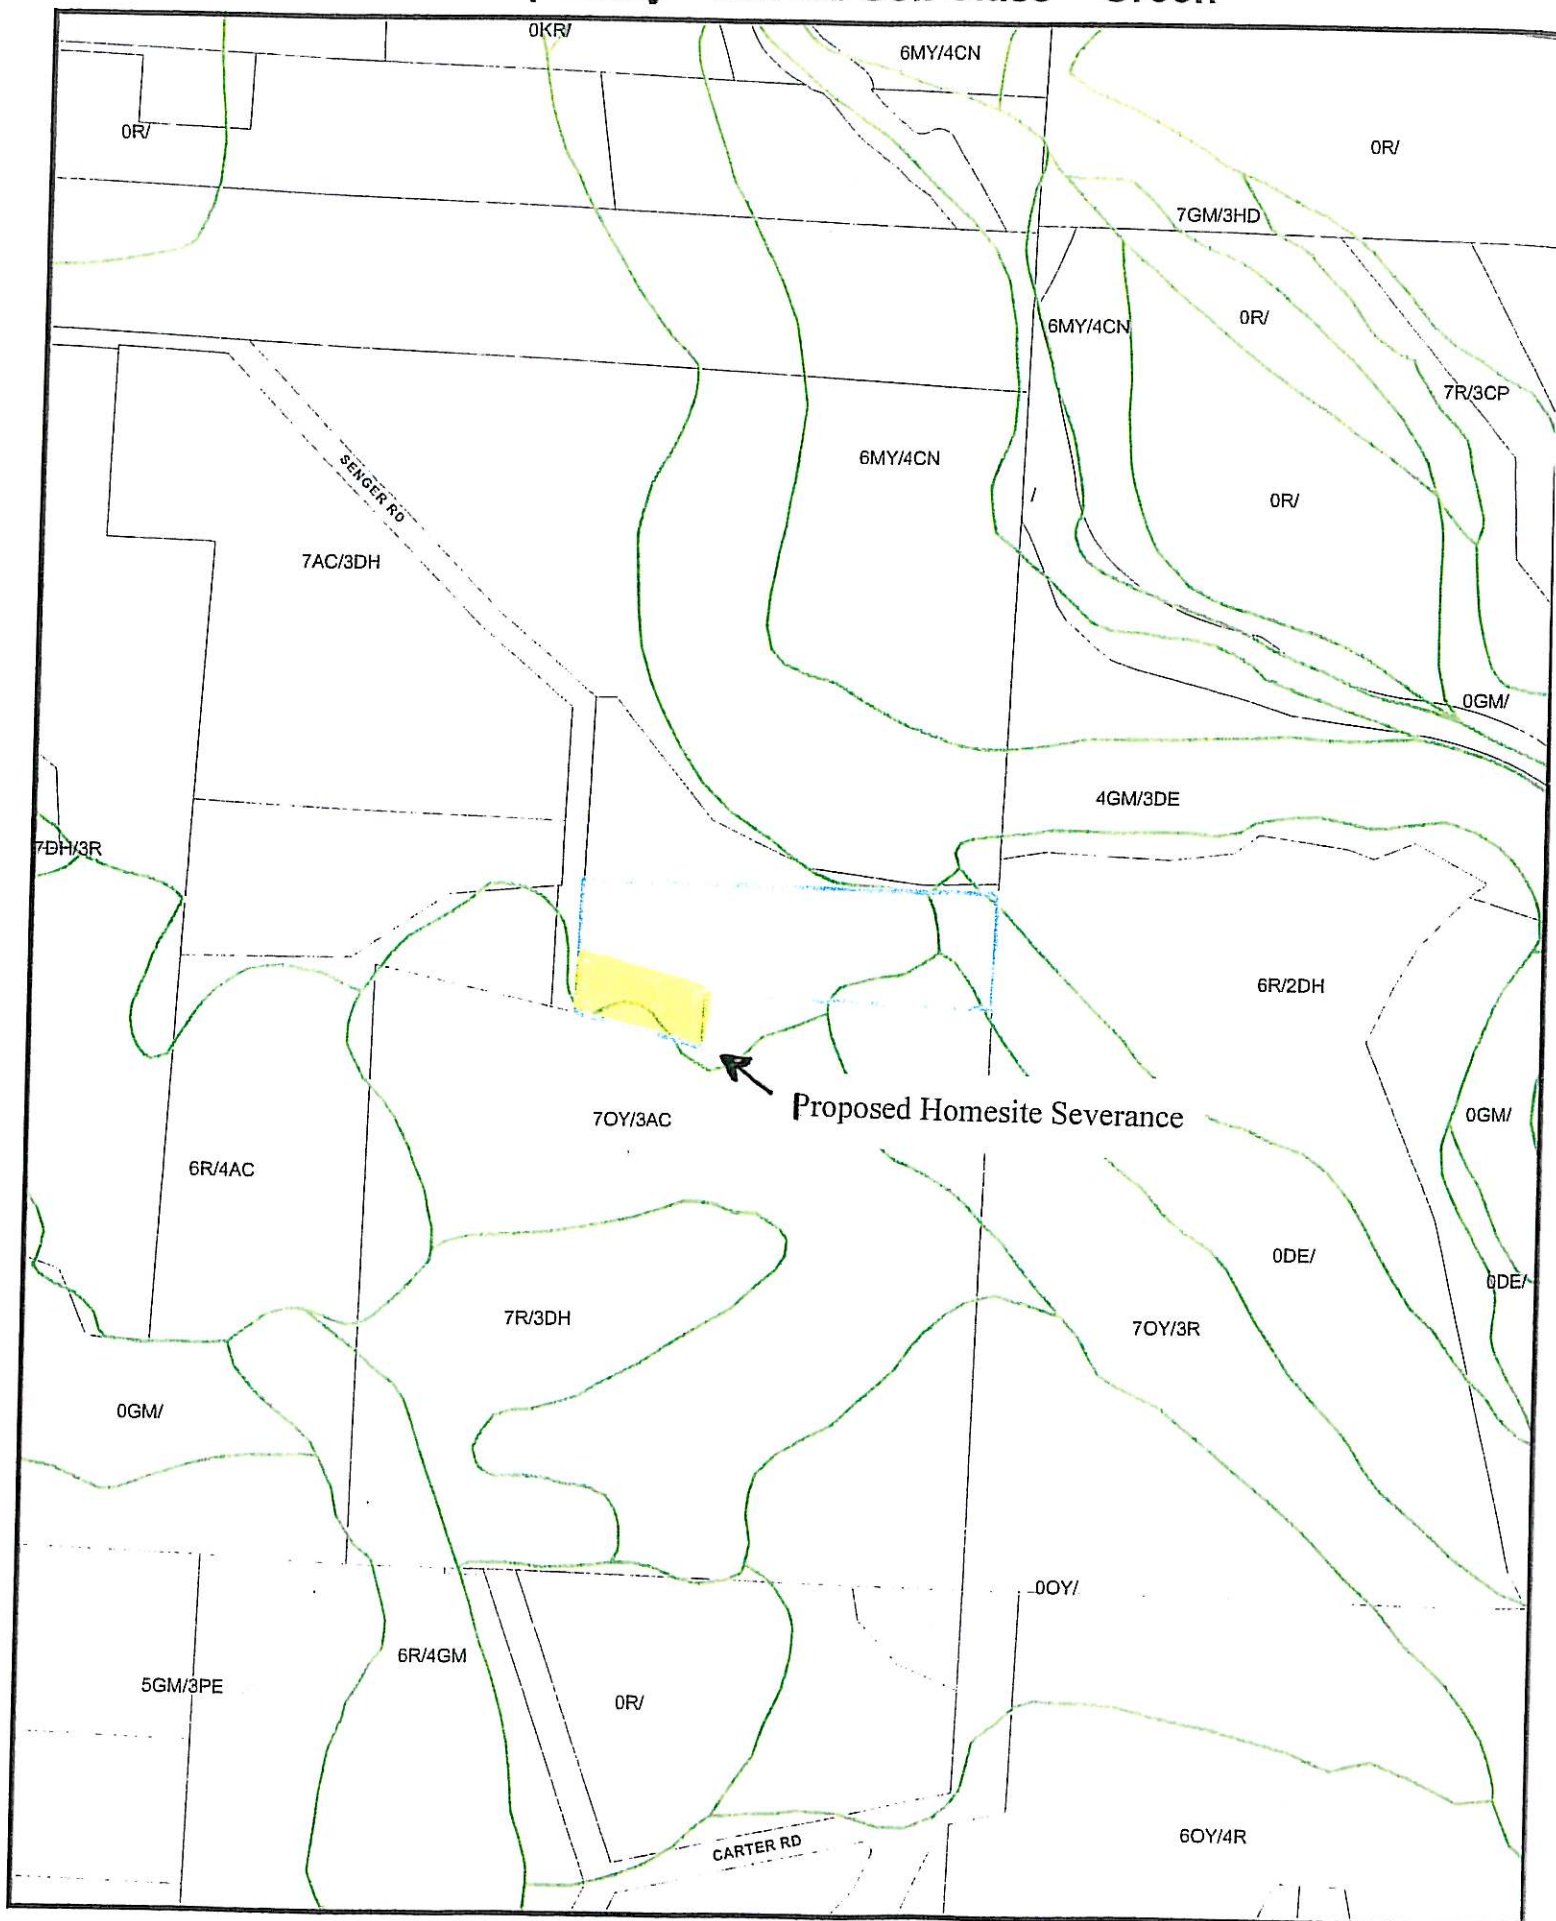 Green
0KR/
6MY/4CN
0R/
0R/
7GM/3HD
6MY/4CN
0R/
7R/3CP
6MY/4CN
SENGER RD
0R/
/
7AC/3DH
0GM/
4GM/3DE
7DH/3R
6R/2DH
Proposed Homesite Severance
7OY/3AC
0GM/
6R/4AC
0DE/
0DE/
7R/3DH
7OY/3R
0GM/
0OY/
6R/4GM
5GM/3PE
0R/
CARTER RD
6OY/4R